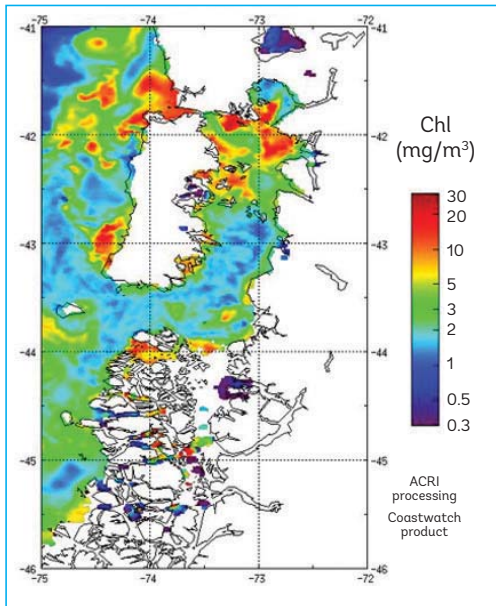 -75 -74 -73 -72
-41 -41
-42 -42
-43 -43
-44 -44
-45 -45
-46 -46
-75 -74 -73 -72
Chl
(mg/m³)
30
20
10
5
3
2
1
0.5
0.3
ACRI
processing
Coastwatch
product